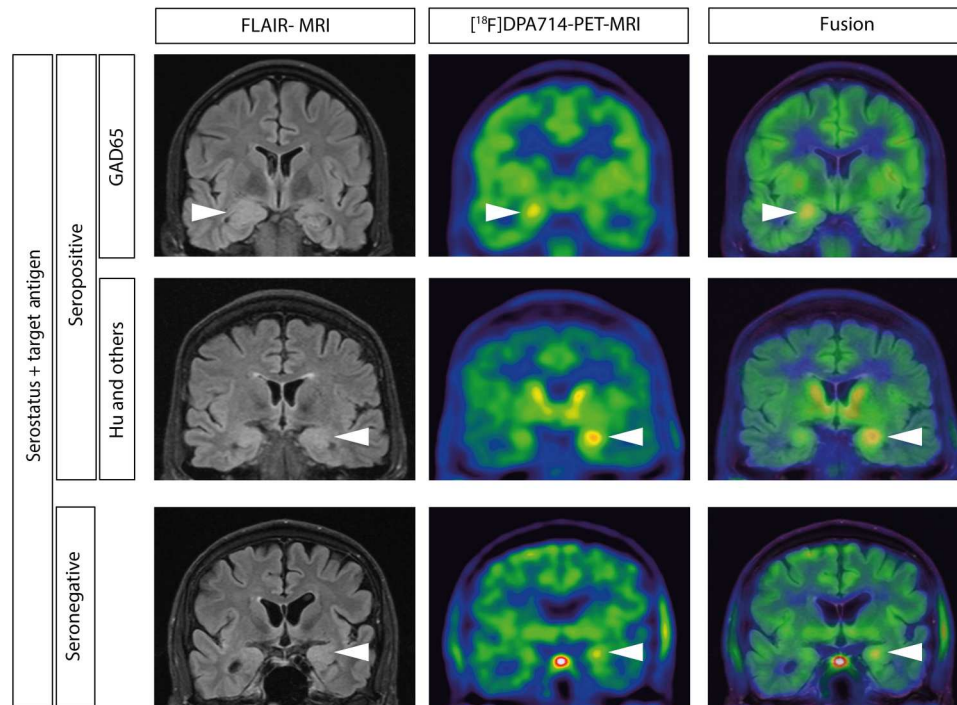 FLAIR- MRI
[¹⁸F]DPA714-PET-MRI
Fusion
Serostatus + target antigen
Seropositive
GAD65
Hu and others
Seronegative